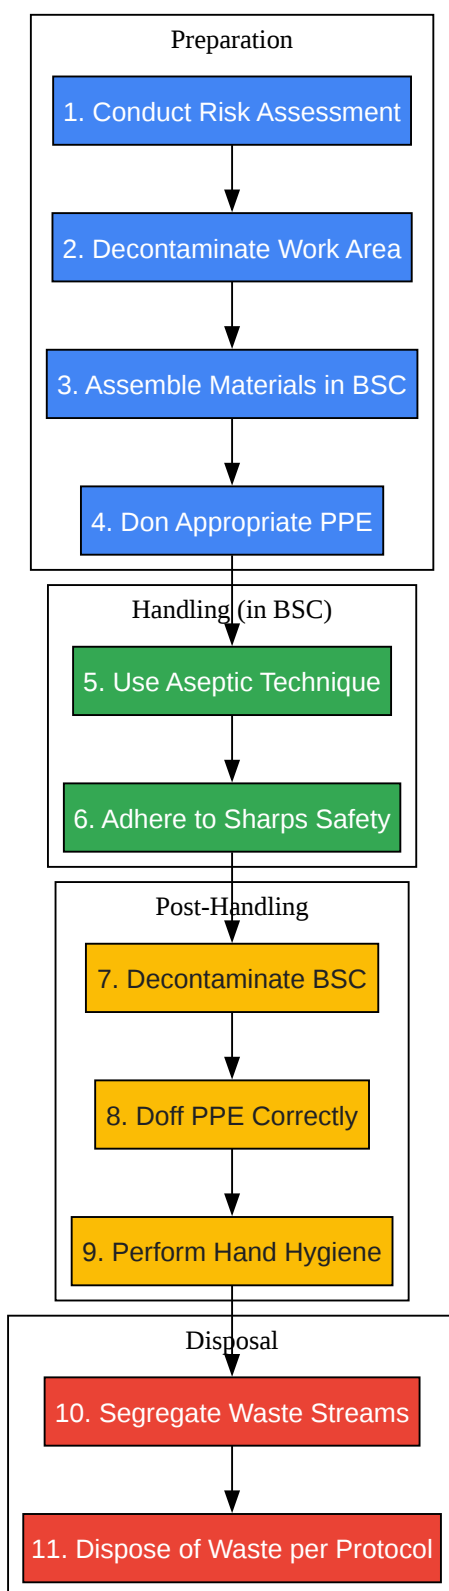 Preparation
1. Conduct Risk Assessment
2. Decontaminate Work Area
3. Assemble Materials in BSC
4. Don Appropriate PPE
Handling (in BSC)
5. Use Aseptic Technique
6. Adhere to Sharps Safety
Post-Handling
7. Decontaminate BSC
8. Doff PPE Correctly
9. Perform Hand Hygiene
Disposal
10. Segregate Waste Streams
11. Dispose of Waste per Protocol